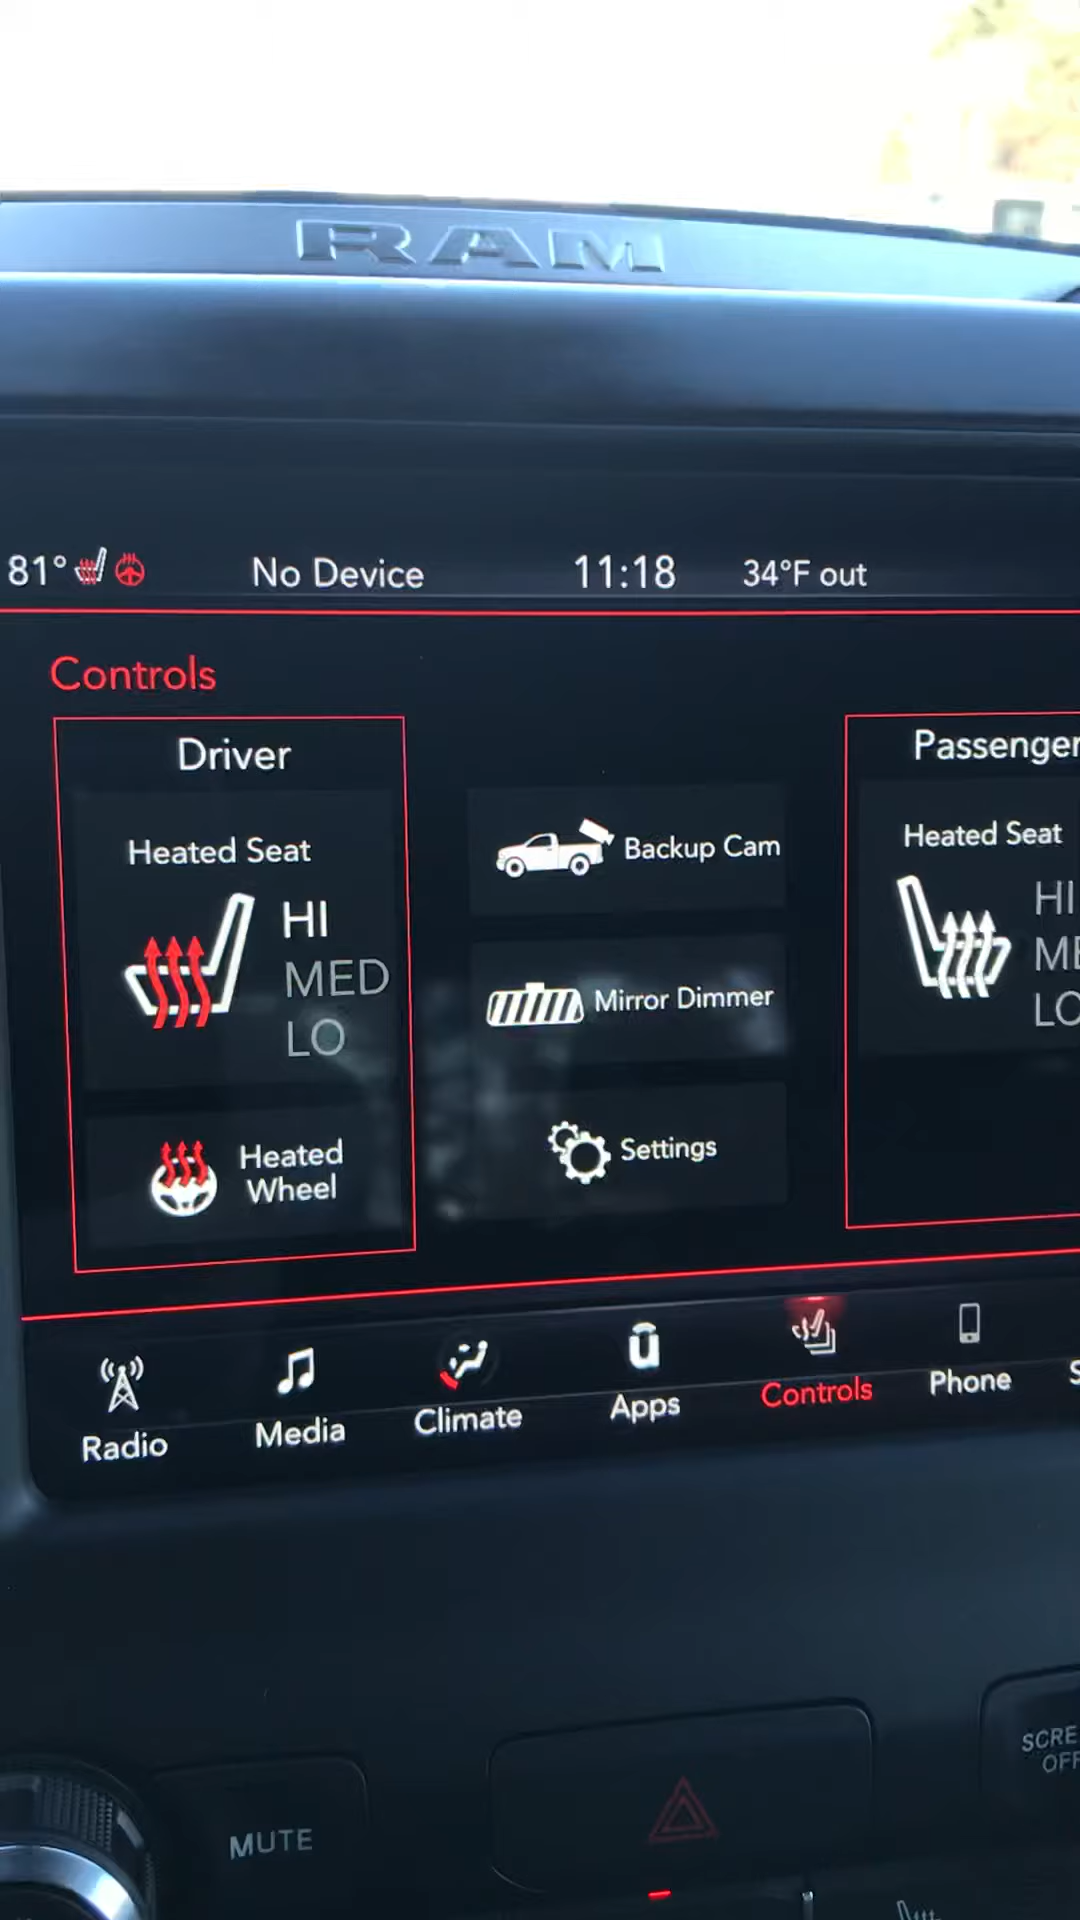 RAM
81° No Device 11:18 34°F out
Controls
Driver
Heated Seat
HI
MED
LO
Heated
Wheel
Backup Cam
Mirror Dimmer
Settings
Passenger
Heated Seat
HI
Radio
Media
Climate
Apps
Controls
Phone
MUTE